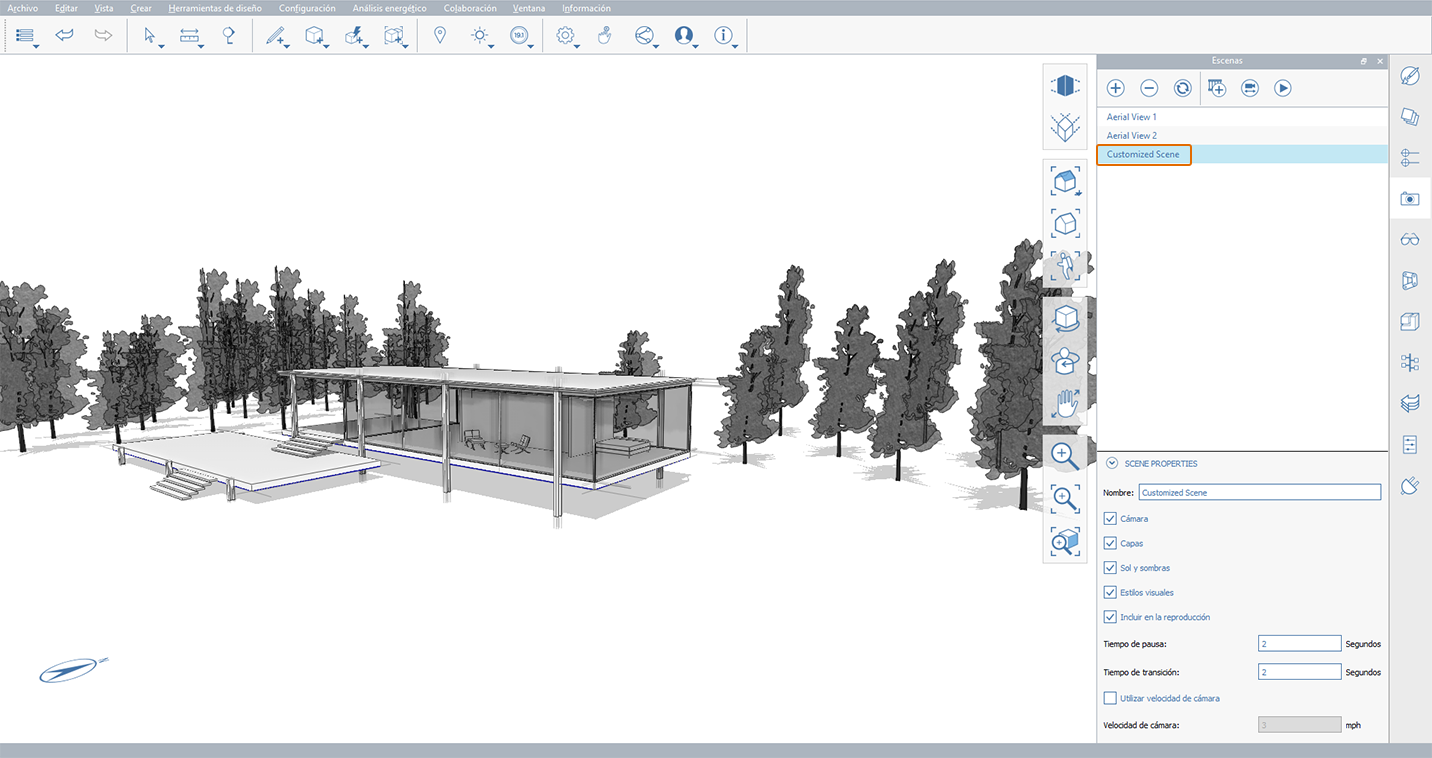 Archivo Editar Vista Crear Herramientas de diseño Configuración Análisis energético Colaboración Ventana Información
19:1
Escenas
Aerial View 1
Aerial View 2
Customized Scene
SCENE PROPERTIES
Nombre: Customized Scene
Cámara
Capas
Sol y sombras
Estilos visuales
Incluir en la reproducción
Tiempo de pausa: 2 Segundos
Tiempo de transición: 2 Segundos
Utilizar velocidad de cámara
Velocidad de cámara: 3 mph